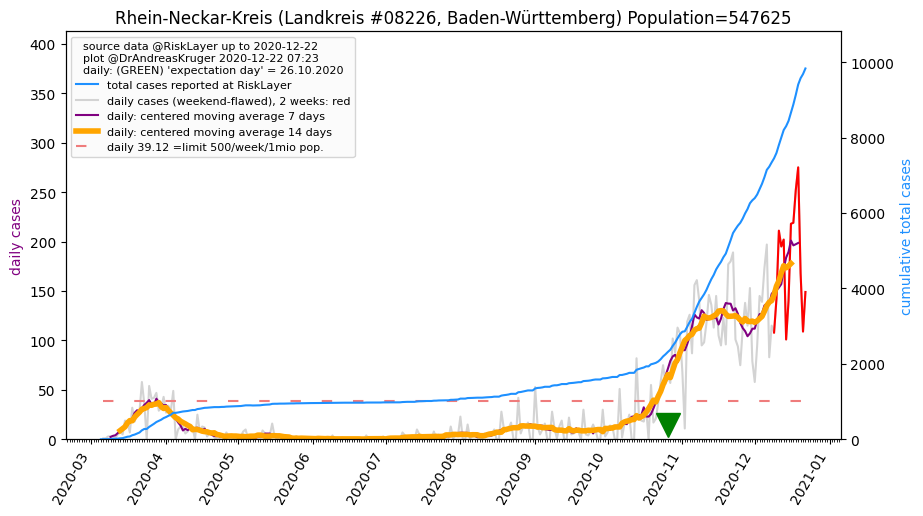 Rhein-Neckar-Kreis (Landkreis #08226, Baden-Württemberg) Population=547625
source data @RiskLayer up to 2020-12-22
plot @DrAndreasKruger 2020-12-22 07:23
daily: (GREEN) 'expectation day' = 26.10.2020
total cases reported at RiskLayer
daily cases (weekend-flawed), 2 weeks: red
daily: centered moving average 7 days
daily: centered moving average 14 days
daily 39.12 =limit 500/week/1mio pop.
daily cases
400
350
300
250
200
150
100
50
0
cumulative total cases
10000
8000
6000
4000
2000
0
2020-03
2020-04
2020-05
2020-06
2020-07
2020-08
2020-09
2020-10
2020-11
2020-12
2021-01